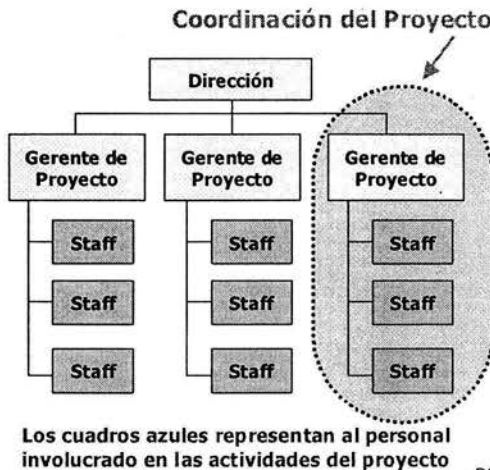 Coordinación del Proyecto
Dirección
Gerente de
Proyecto
Gerente de
Proyecto
Gerente de
Proyecto
Staff
Staff
Staff
Staff
Staff
Staff
Staff
Staff
Staff
Los cuadros azules representan al personal
involucrado en las actividades del proyecto